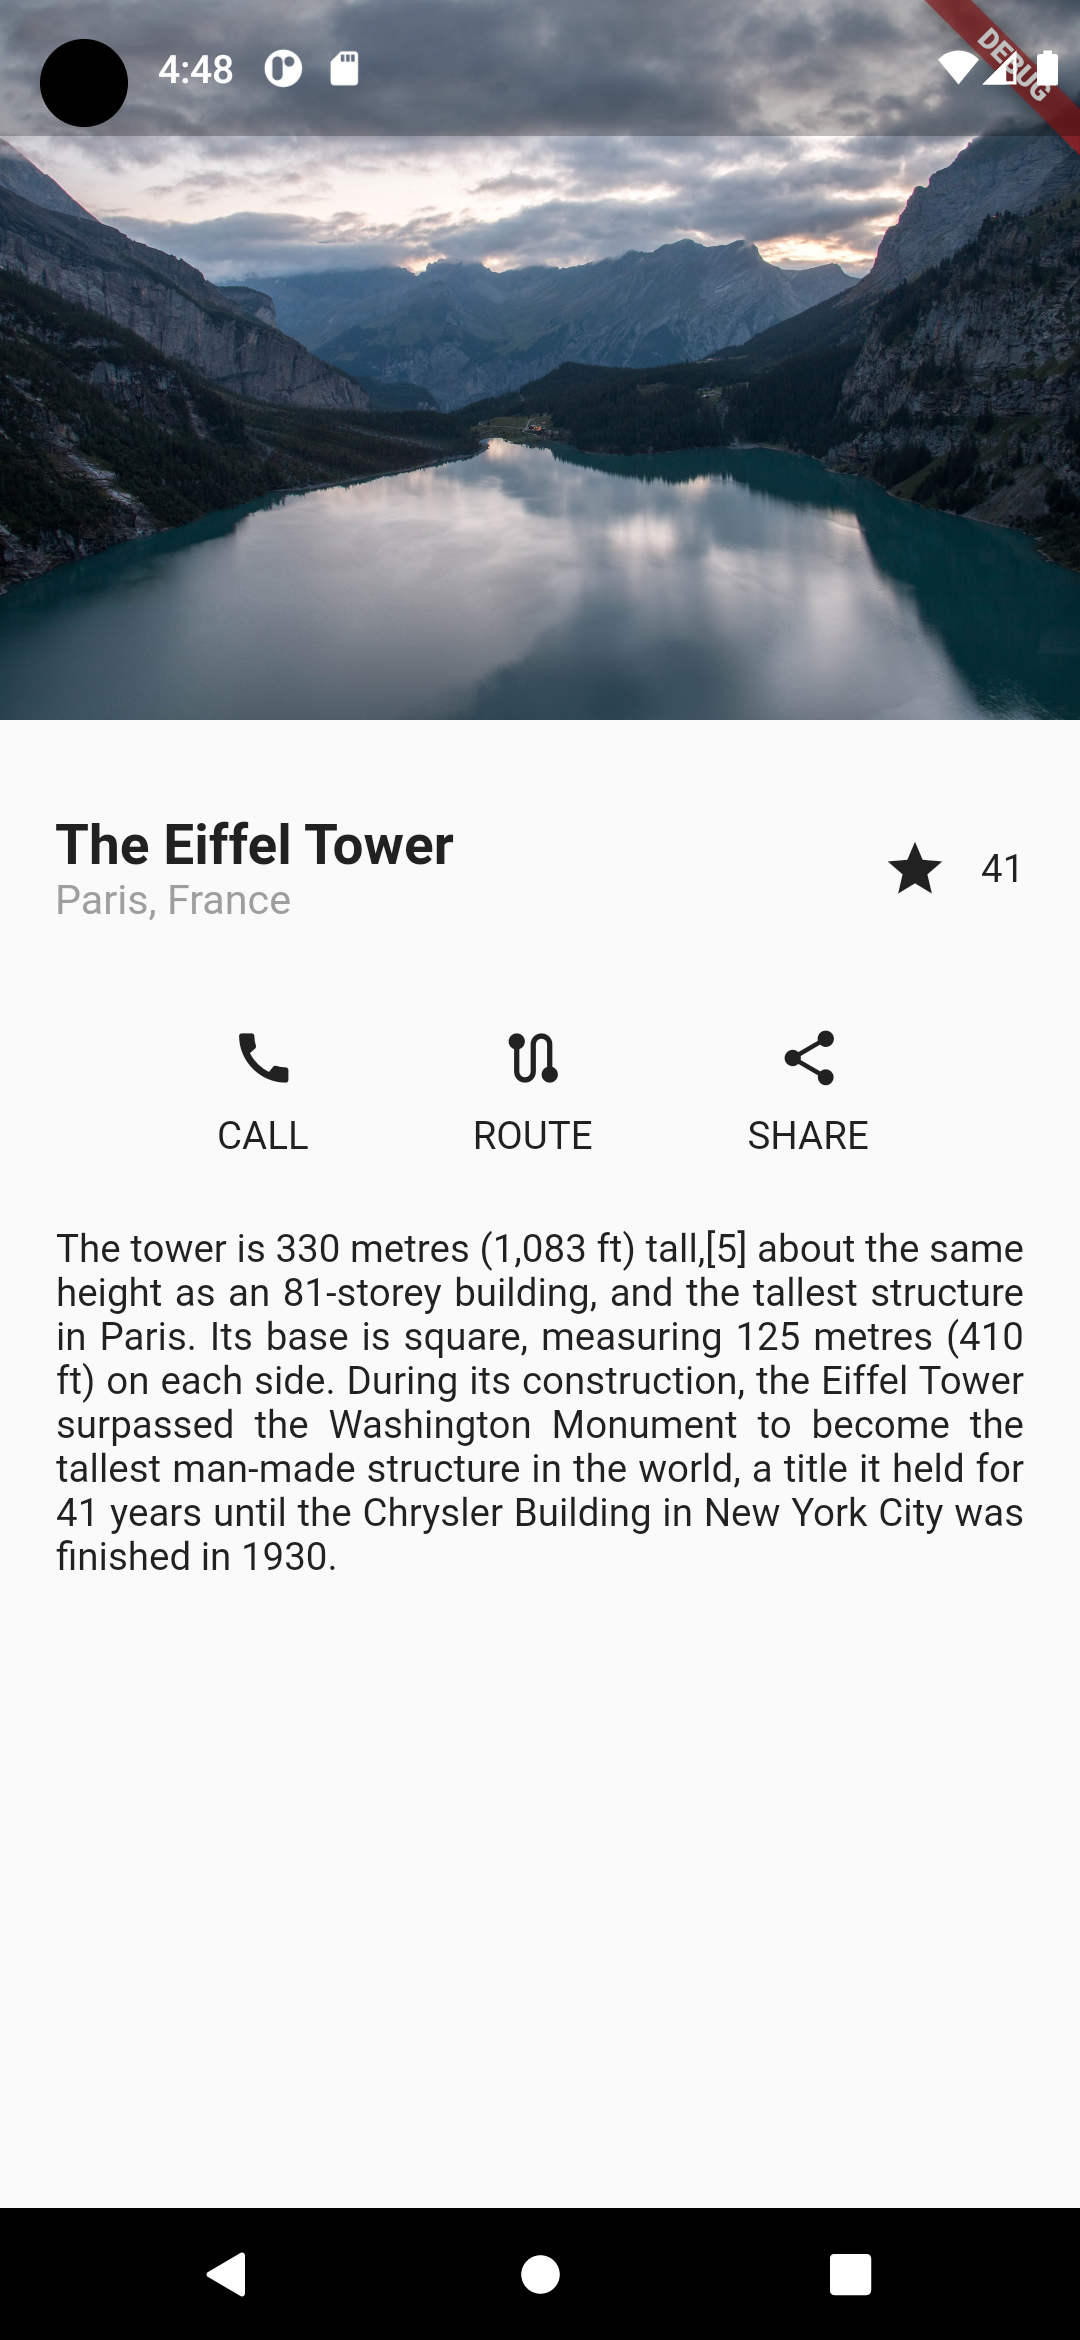 4:48
DEBUG
The Eiffel Tower
Paris, France
41
CALL
ROUTE
SHARE
The tower is 330 metres (1,083 ft) tall,[5] about the same
height as an 81-storey building, and the tallest structure
in Paris. Its base is square, measuring 125 metres (410
ft) on each side. During its construction, the Eiffel Tower
surpassed the Washington Monument to become the
tallest man-made structure in the world, a title it held for
41 years until the Chrysler Building in New York City was
finished in 1930.